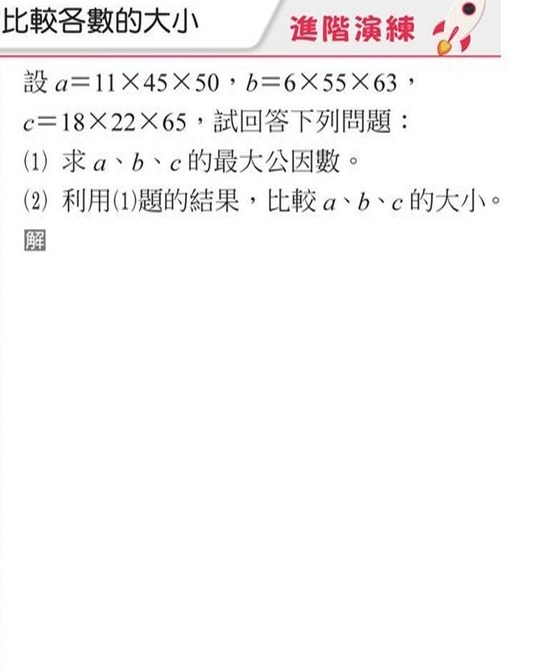 比較各數的大小
進階演練
設 a=11×45×50，b=6×55×63，
c=18×22×65，試回答下列問題：
⑴ 求 a、b、c 的最大公因數。
⑵ 利用⑴題的結果，比較 a、b、c 的大小。
解